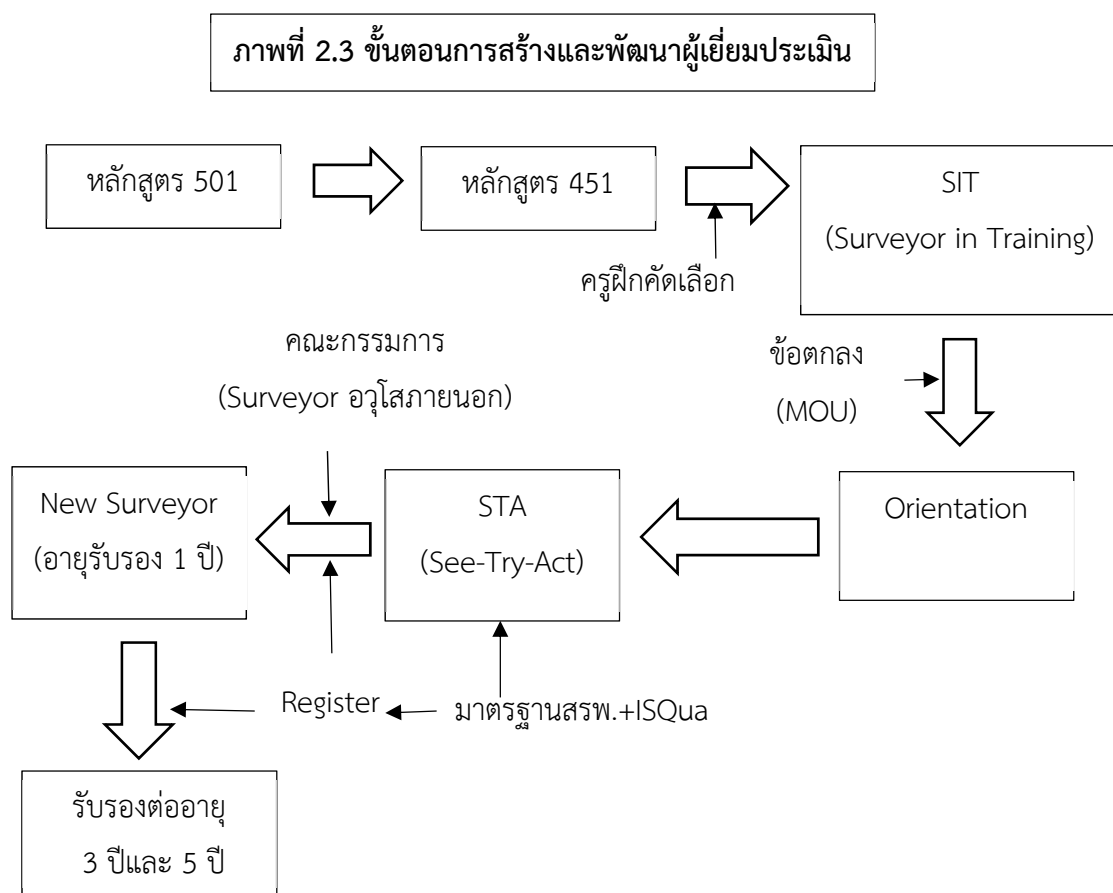 ภาพที่ 2.3 ขั้นตอนการสร้างและพัฒนาผู้เยี่ยมประเมิน
หลักสูตร 501
หลักสูตร 451
SIT
(Surveyor in Training)
ครูฝึกคัดเลือก
ข้อตกลง
(MOU)
คณะกรรมการ
(Surveyor อวุโสภายนอก)
New Surveyor
(อายุรับรอง 1 ปี)
STA
(See-Try-Act)
Orientation
Register
มาตรฐานสรพ.+ISQua
รับรองต่ออายุ
3 ปีและ 5 ปี